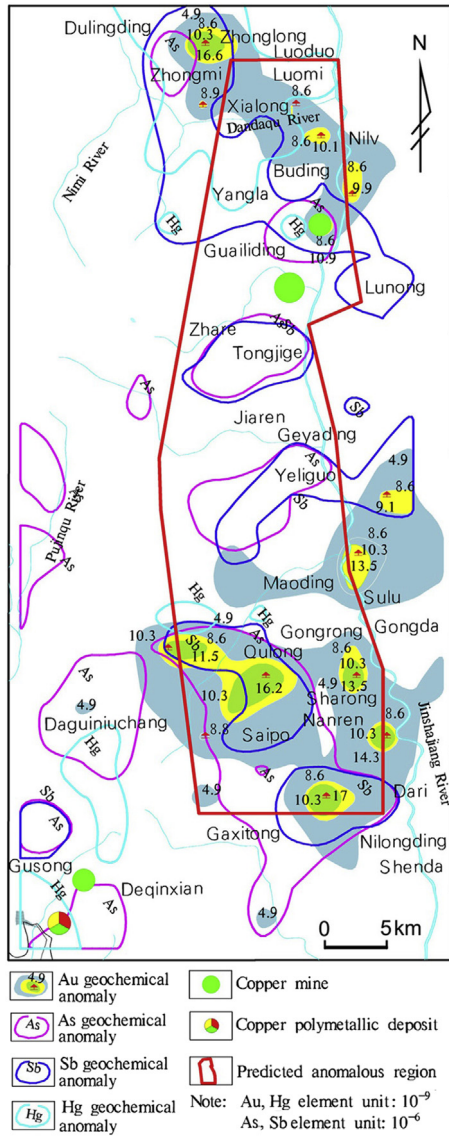 4.9
Dulingding
8.6
As
10.3
Zhonglong
16.6
Luoduo
N
Zhongmi
Luomi
8.9
8.6
Xialong
Dandaqu River
8.6
10.1
Nilv
Nimi River
Buding
8.6
Yangla
9.9
As
Hg
Hg
8.6
Guailiding
10.9
Lunong
Zhare
As
Sb
Tongjige
As
Jiaren
Sb
Geyading
4.9
As
Yeliguo
8.6
Sb
9.1
Pujinqu River
As
8.6
10.3
13.5
Maoding
Sulu
Hg
Hg
As
Gongrong
Gongda
10.3
Sb
8.6
11.5
Qulong
8.6
10.3
As
4.9
13.5
10.3
16.2
Sharong
4.9
Nanren
8.6
Daguiniuchang
8.8
Saipo
10.3
Jinshajiang River
Hg
14.3
8.6
Sb
4.9
Dari
Sb
10.3
17
As
Gaxitong
Nilongding
Gusong
Shenda
Hg
Deqinxian
As
4.9
0
5km
4.9
Au geochemical
anomaly
Copper mine
As
As geochemical
anomaly
Copper polymetallic deposit
Sb
Sb geochemical
anomaly
Predicted anomalous region
Hg
Hg geochemical
anomaly
Note: Au, Hg element unit: 10⁻⁹
As, Sb element unit: 10⁻⁶